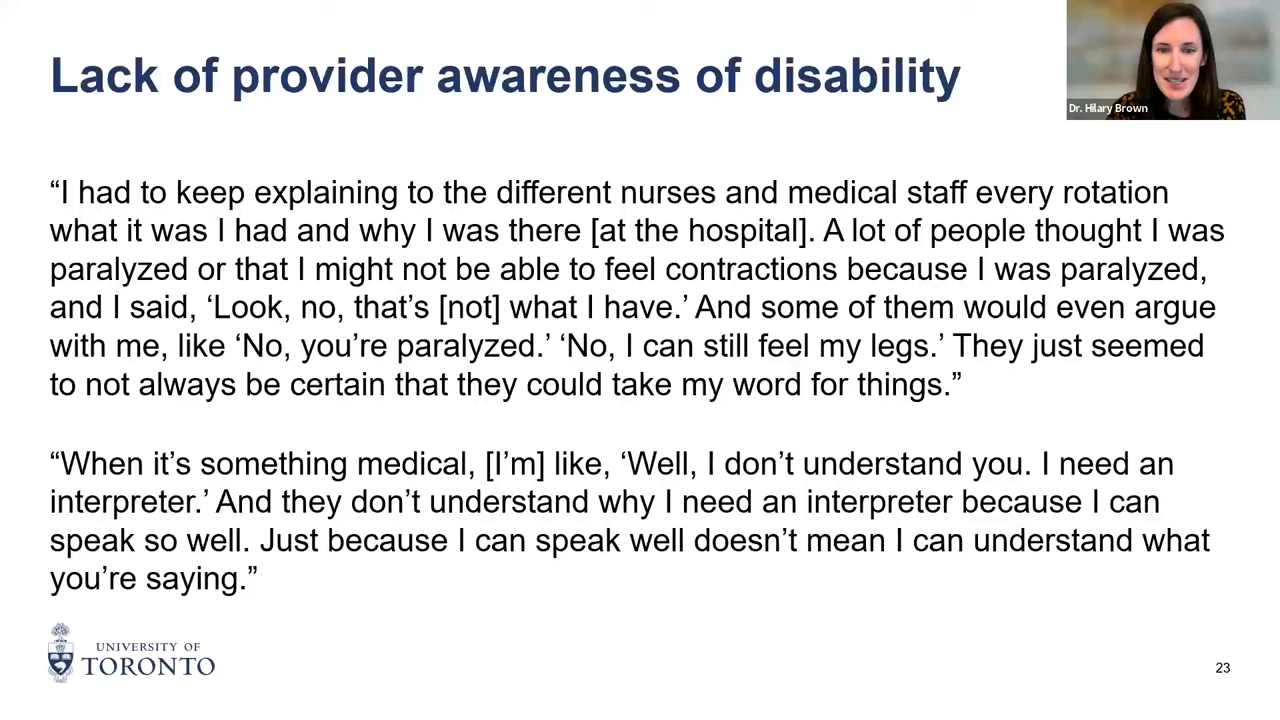 Lack of provider awareness of disability
Dr. Hilary Brown
“I had to keep explaining to the different nurses and medical staff every rotation
what it was I had and why I was there [at the hospital]. A lot of people thought I was
paralyzed or that I might not be able to feel contractions because I was paralyzed,
and I said, ‘Look, no, that’s [not] what I have.’ And some of them would even argue
with me, like ‘No, you’re paralyzed.’ ‘No, I can still feel my legs.’ They just seemed
to not always be certain that they could take my word for things.”
“When it’s something medical, [I’m] like, ‘Well, I don’t understand you. I need an
interpreter.’ And they don’t understand why I need an interpreter because I can
speak so well. Just because I can speak well doesn’t mean I can understand what
you’re saying.”
UNIVERSITY OF
TORONTO
23